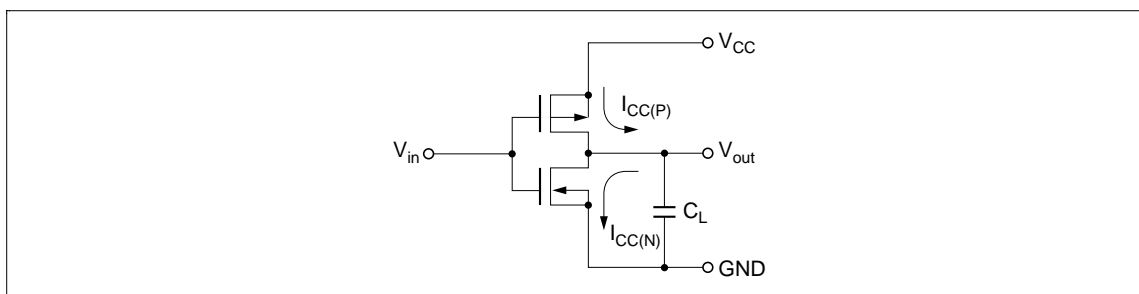 V_CC
I_CC(P)
V_in
V_out
C_L
I_CC(N)
GND